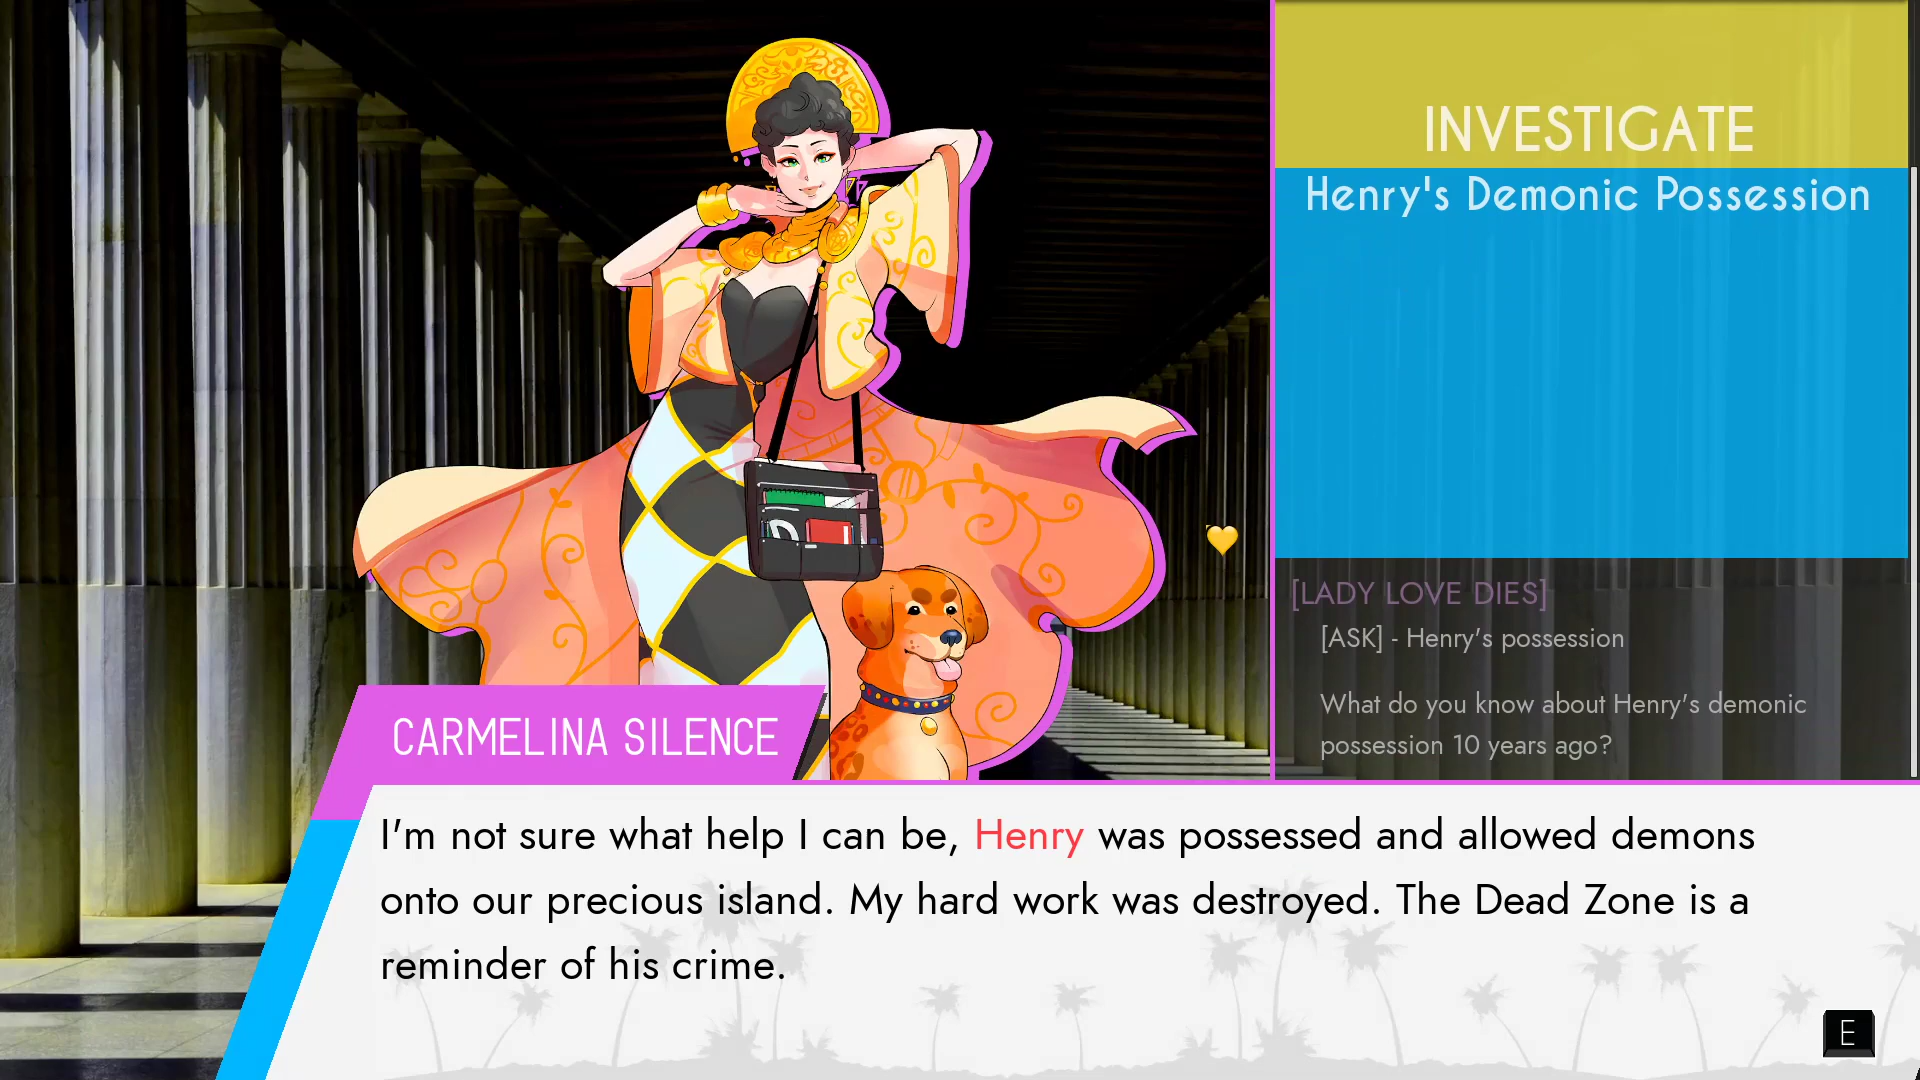 INVESTIGATE
Henry's Demonic Possession
[LADY LOVE DIES]
[ASK] - Henry's possession
What do you know about Henry's demonic
possession 10 years ago?
CARMELINA SILENCE
I'm not sure what help I can be, Henry was possessed and allowed demons
onto our precious island. My hard work was destroyed. The Dead Zone is a
reminder of his crime.
E